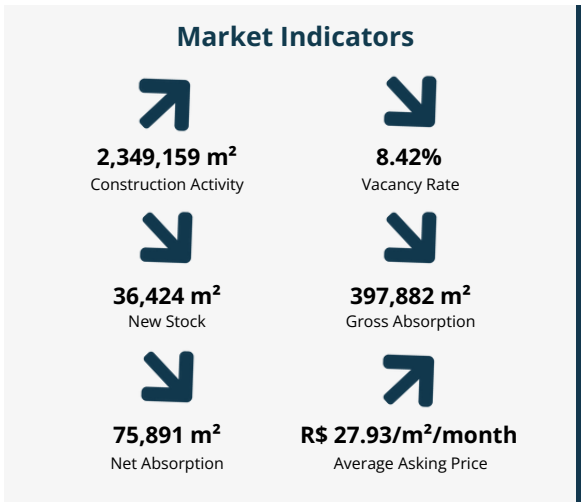 Market Indicators
2,349,159 m²
Construction Activity
8.42%
Vacancy Rate
36,424 m²
New Stock
397,882 m²
Gross Absorption
75,891 m²
Net Absorption
R$ 27.93/m²/month
Average Asking Price